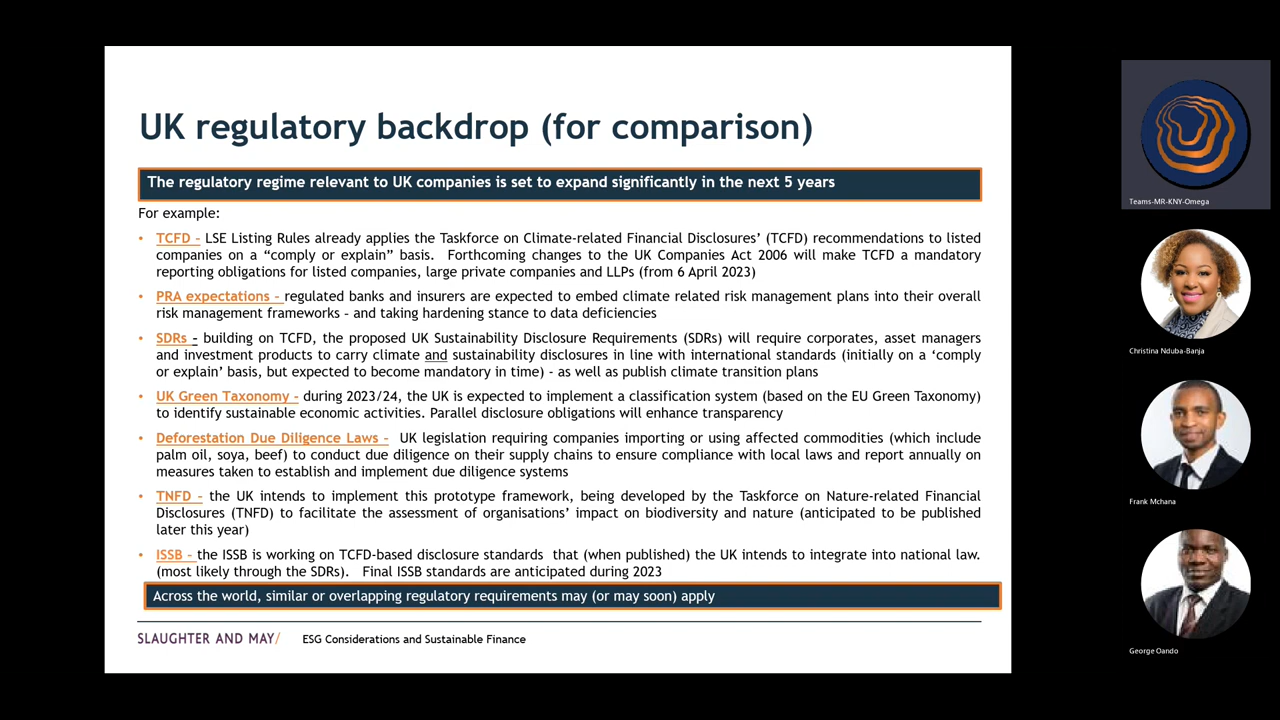 UK regulatory backdrop (for comparison)
The regulatory regime relevant to UK companies is set to expand significantly in the next 5 years
For example:
• TCFD – LSE Listing Rules already applies the Taskforce on Climate-related Financial Disclosures’ (TCFD) recommendations to listed
companies on a “comply or explain” basis. Forthcoming changes to the UK Companies Act 2006 will make TCFD a mandatory
reporting obligations for listed companies, large private companies and LLPs (from 6 April 2023)
• PRA expectations – regulated banks and insurers are expected to embed climate related risk management plans into their overall
risk management frameworks – and taking hardening stance to data deficiencies
• SDRs – building on TCFD, the proposed UK Sustainability Disclosure Requirements (SDRs) will require corporates, asset managers
and investment products to carry climate and sustainability disclosures in line with international standards (initially on a ‘comply
or explain’ basis, but expected to become mandatory in time) - as well as publish climate transition plans
• UK Green Taxonomy – during 2023/24, the UK is expected to implement a classification system (based on the EU Green Taxonomy)
to identify sustainable economic activities. Parallel disclosure obligations will enhance transparency
• Deforestation Due Diligence Laws – UK legislation requiring companies importing or using affected commodities (which include
palm oil, soya, beef) to conduct due diligence on their supply chains to ensure compliance with local laws and report annually on
measures taken to establish and implement due diligence systems
• TNFD – the UK intends to implement this prototype framework, being developed by the Taskforce on Nature-related Financial
Disclosures (TNFD) to facilitate the assessment of organisations’ impact on biodiversity and nature (anticipated to be published
later this year)
• ISSB – the ISSB is working on TCFD-based disclosure standards that (when published) the UK intends to integrate into national law.
(most likely through the SDRs). Final ISSB standards are anticipated during 2023
Across the world, similar or overlapping regulatory requirements may (or may soon) apply
SLAUGHTER AND MAY/ ESG Considerations and Sustainable Finance
Teams-MR-KNY-Omega
Christina Nduba-Banja
Frank Mchana
George Oando